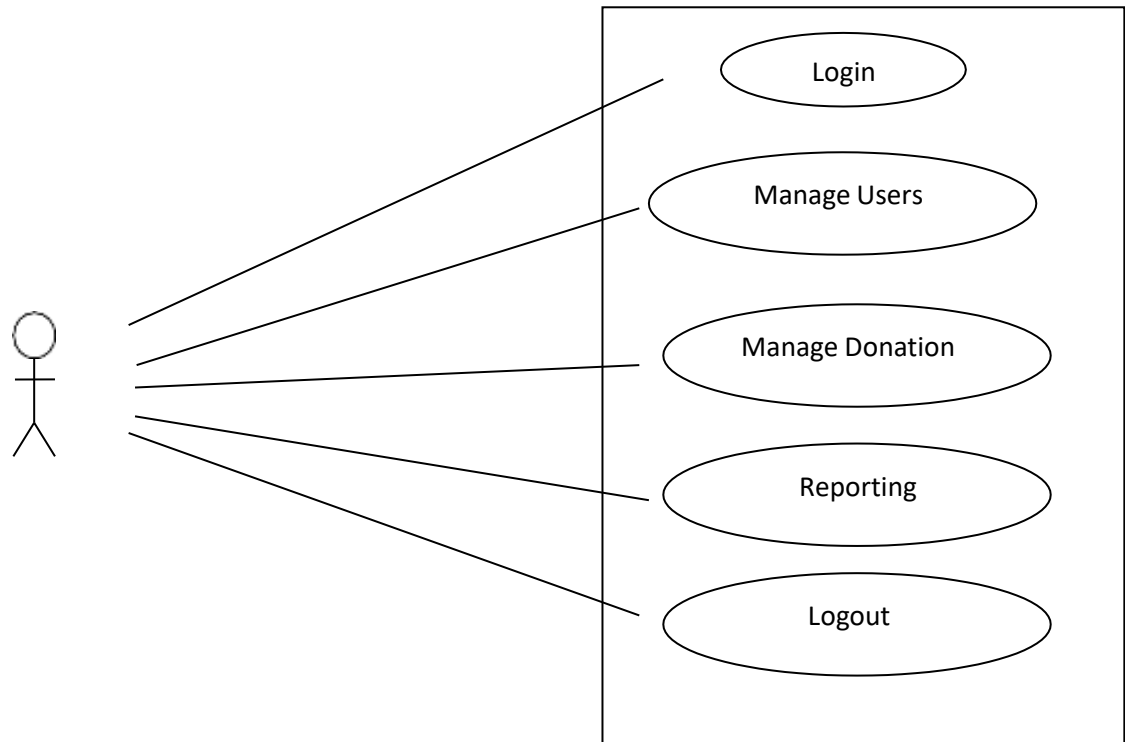 Login
Manage Users
Manage Donation
Reporting
Logout